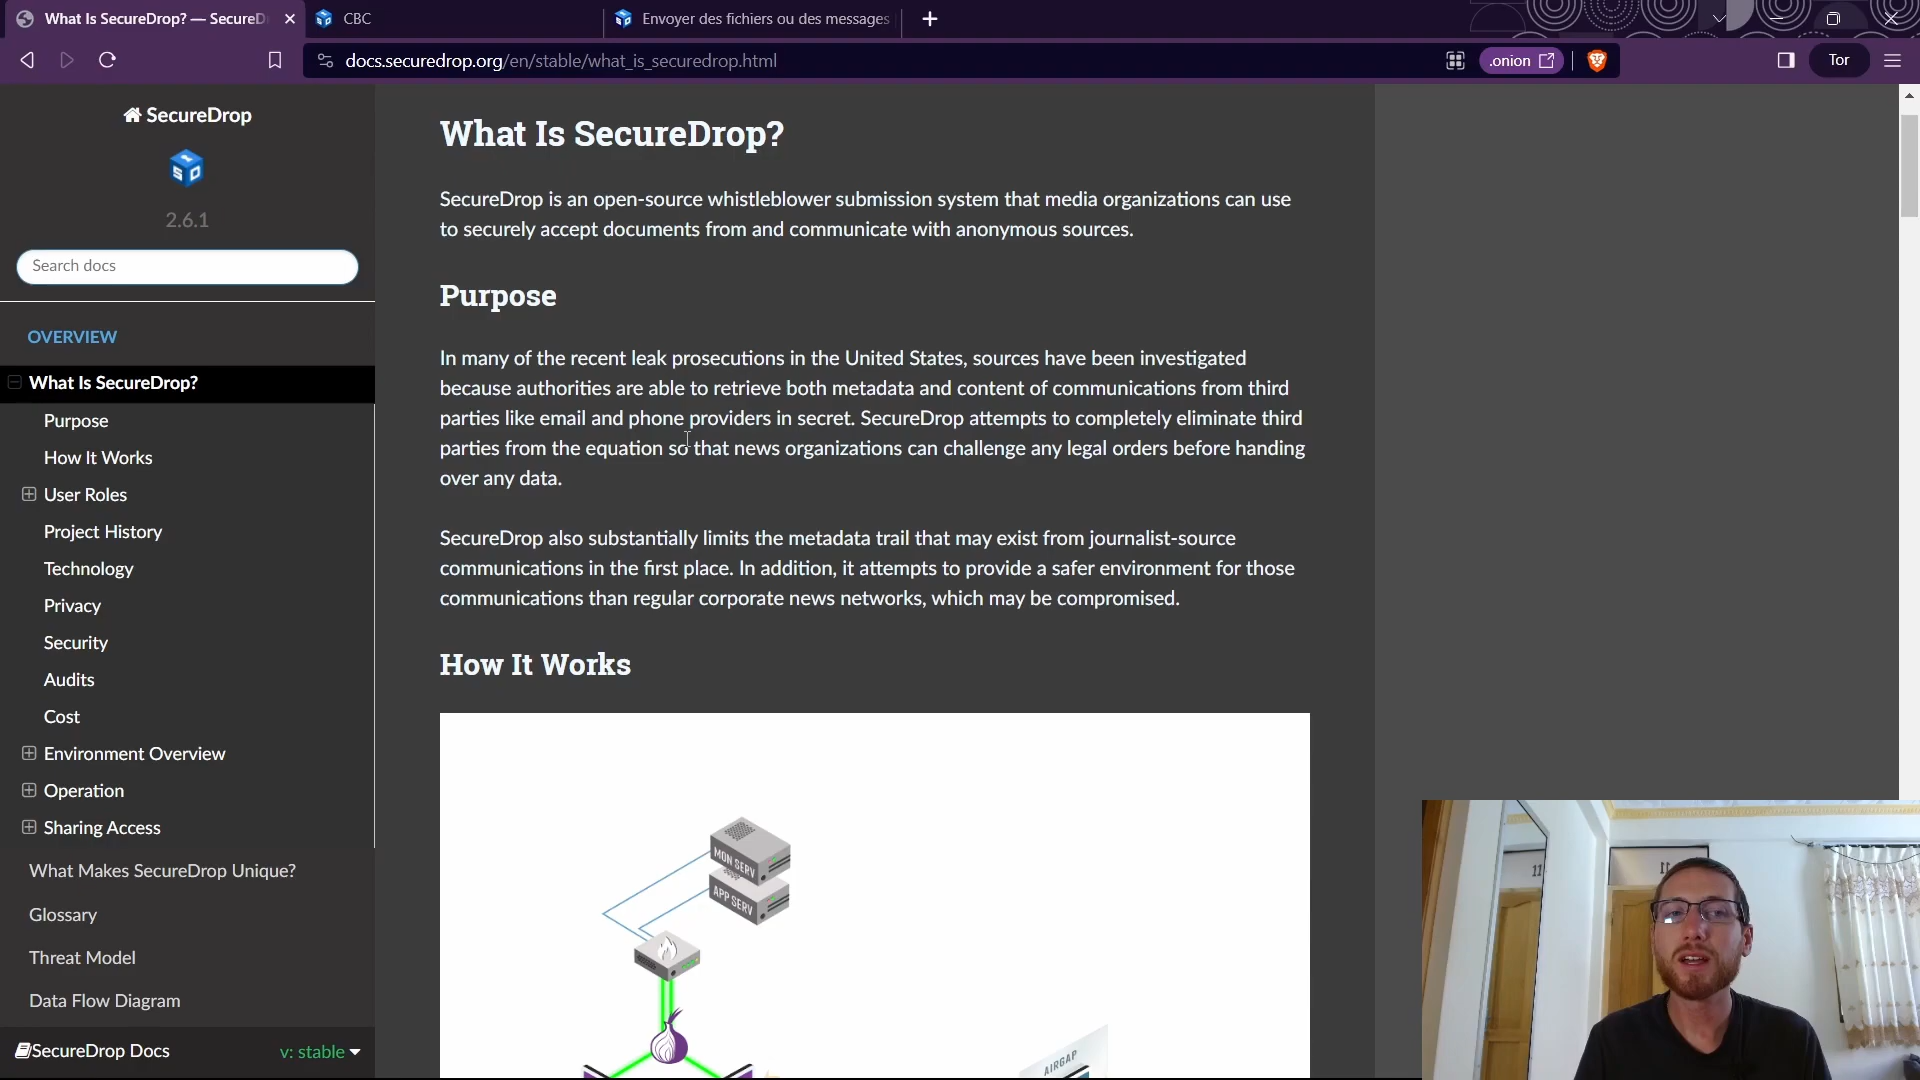 What Is SecureDrop? — SecureD
CBC
Envoyer des fichiers ou des messages
docs.securedrop.org/en/stable/what_is_securedrop.html
.onion
Tor
SecureDrop
2.6.1
Search docs
OVERVIEW
What Is SecureDrop?
Purpose
How It Works
User Roles
Project History
Technology
Privacy
Security
Audits
Cost
Environment Overview
Operation
Sharing Access
What Makes SecureDrop Unique?
Glossary
Threat Model
Data Flow Diagram
SecureDrop Docs
v: stable
What Is SecureDrop?
SecureDrop is an open-source whistleblower submission system that media organizations can use
to securely accept documents from and communicate with anonymous sources.
Purpose
In many of the recent leak prosecutions in the United States, sources have been investigated
because authorities are able to retrieve both metadata and content of communications from third
parties like email and phone providers in secret. SecureDrop attempts to completely eliminate third
parties from the equation so that news organizations can challenge any legal orders before handing
over any data.
SecureDrop also substantially limits the metadata trail that may exist from journalist-source
communications in the first place. In addition, it attempts to provide a safer environment for those
communications than regular corporate news networks, which may be compromised.
How It Works
MON SERV
APP SERV
AIRGAP
11
11